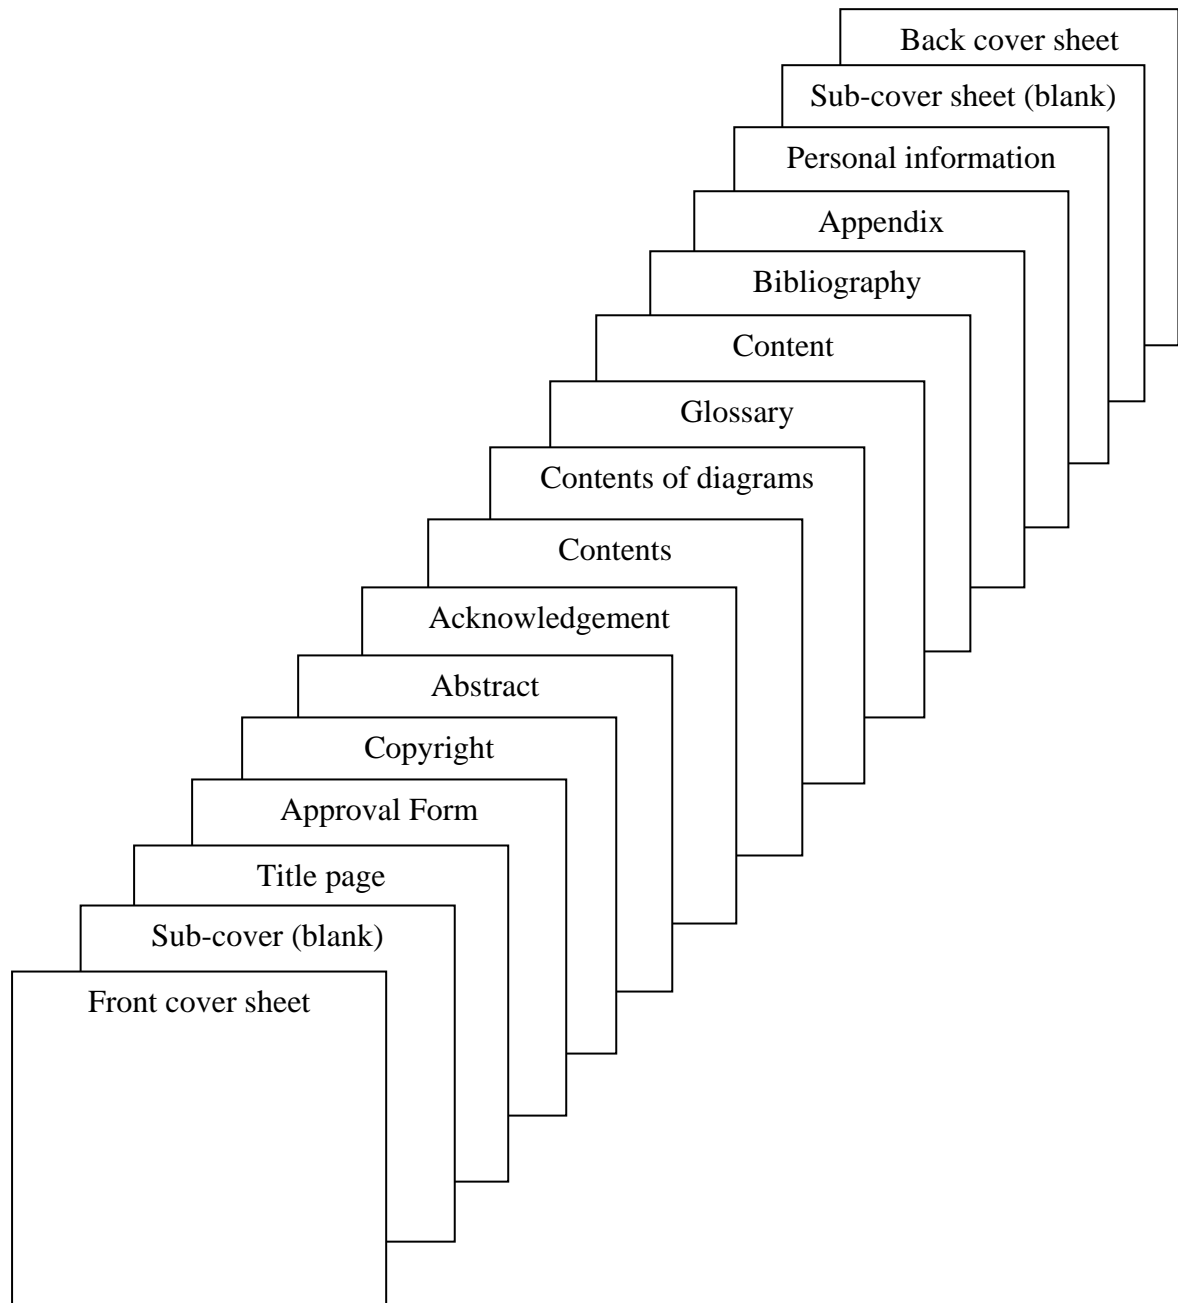 Back cover sheet
Sub-cover sheet (blank)
Personal information
Appendix
Bibliography
Content
Glossary
Contents of diagrams
Contents
Acknowledgement
Abstract
Copyright
Approval Form
Title page
Sub-cover (blank)
Front cover sheet